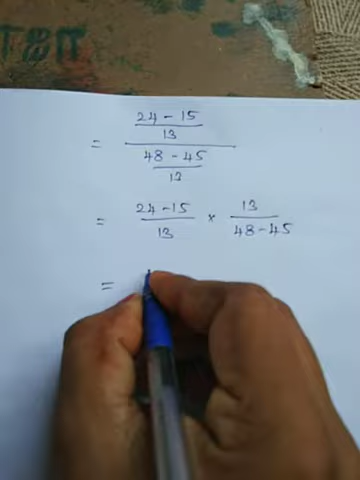 24 - 15
13
=
48 - 45
13
= 24 - 15 / 13 × 13 / 48 - 45
=